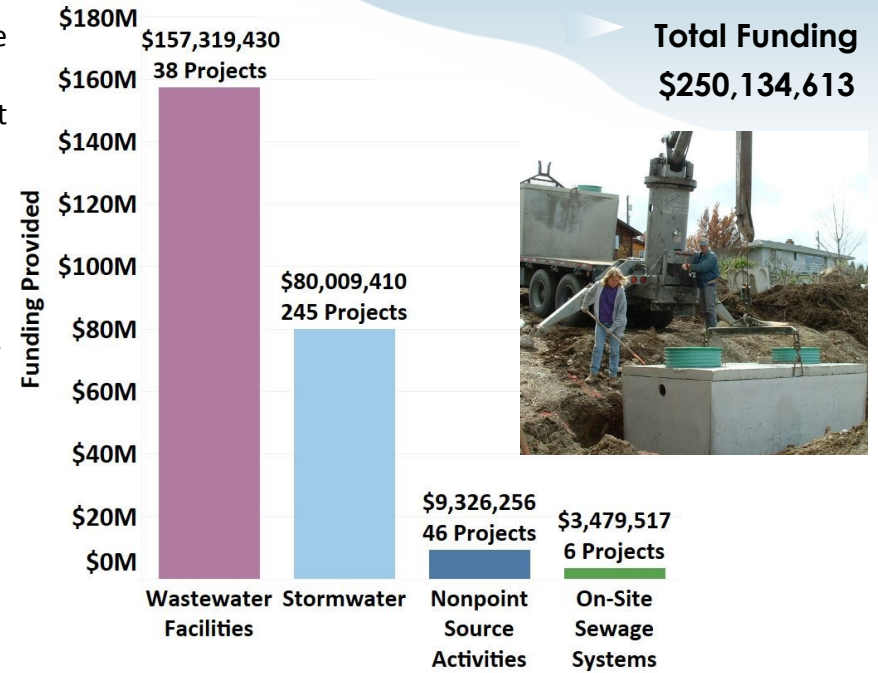 Total Funding
$250,134,613
Funding Provided
$180M
$160M
$140M
$120M
$100M
$80M
$60M
$40M
$20M
$0M
$157,319,430
38 Projects
$80,009,410
245 Projects
$9,326,256
46 Projects
$3,479,517
6 Projects
Wastewater
Facilities
Stormwater
Nonpoint
Source
Activities
On-Site
Sewage
Systems